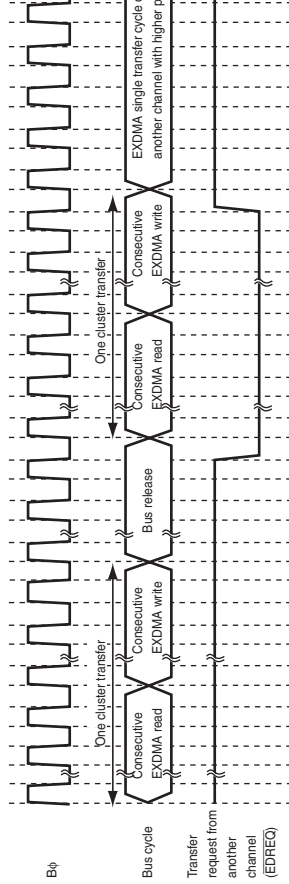 Bφ
One cluster transfer
One cluster transfer
Bus cycle
Consecutive
EXDMA read
Consecutive
EXDMA write
Bus release
Consecutive
EXDMA read
Consecutive
EXDMA write
EXDMA single transfer cycle
another channel with higher
Transfer
request from
another
channel
(EDREQ)